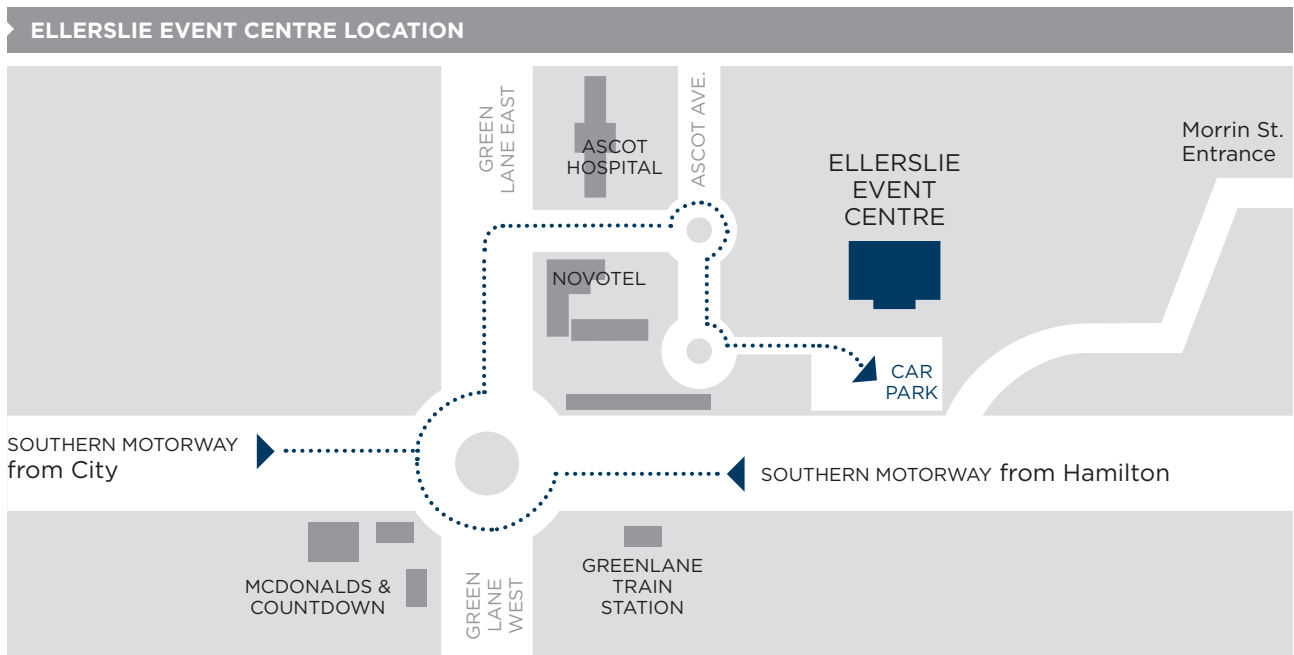 ELLERSLIE EVENT CENTRE LOCATION
GREEN
LANE EAST
ASCOT
HOSPITAL
ASCOT AVE.
ELLERSLIE
EVENT
CENTRE
Morrin St.
Entrance
NOVOTEL
CAR
PARK
SOUTHERN MOTORWAY
from City
SOUTHERN MOTORWAY from Hamilton
MCDONALDS &
COUNTDOWN
GREEN
LANE
WEST
GREENLANE
TRAIN
STATION